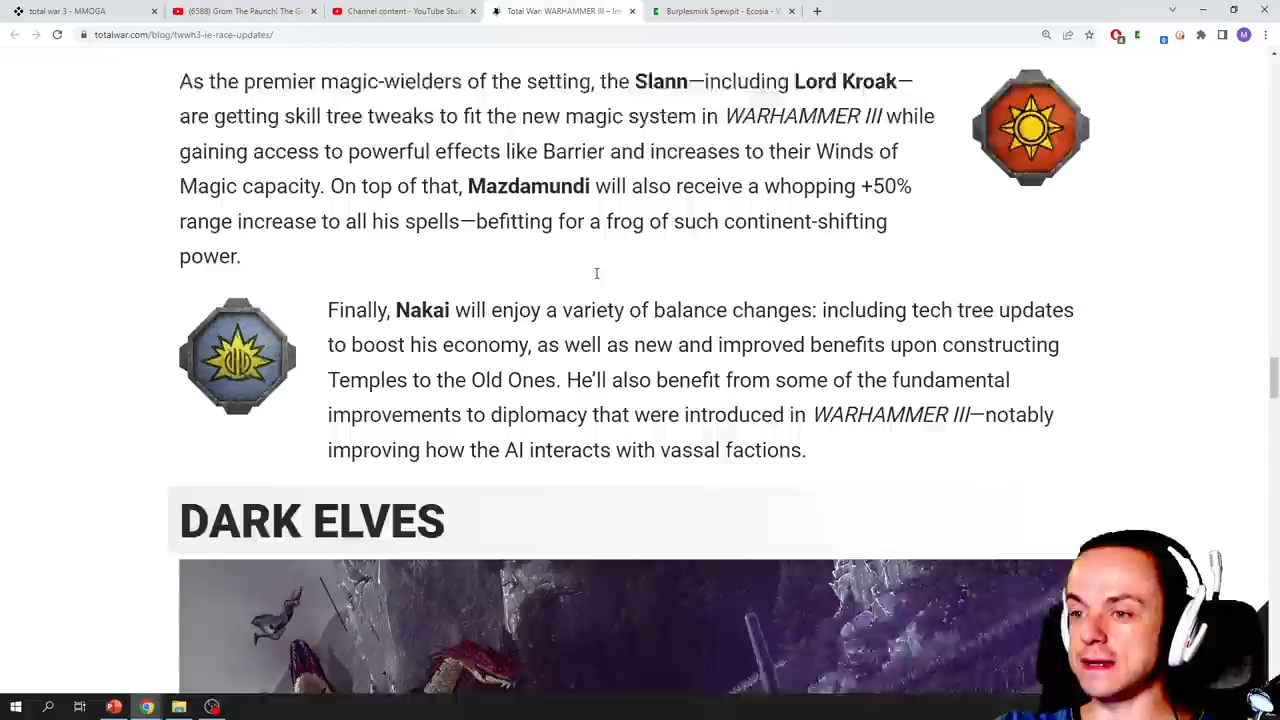 total war 3 - MMOGA
(6588) Grom The Paunch! The G
Channel content - YouTube Stud
Total War: WARHAMMER III – Im
Burplesmirk Spewpit - Ecosia - W
totalwar.com/blog/twwh3-ie-race-updates/
As the premier magic-wielders of the setting, the Slann—including Lord Kroak—
are getting skill tree tweaks to fit the new magic system in WARHAMMER III while
gaining access to powerful effects like Barrier and increases to their Winds of
Magic capacity. On top of that, Mazdamundi will also receive a whopping +50%
range increase to all his spells—befitting for a frog of such continent-shifting
power.
Finally, Nakai will enjoy a variety of balance changes: including tech tree updates
to boost his economy, as well as new and improved benefits upon constructing
Temples to the Old Ones. He'll also benefit from some of the fundamental
improvements to diplomacy that were introduced in WARHAMMER III—notably
improving how the AI interacts with vassal factions.
DARK ELVES